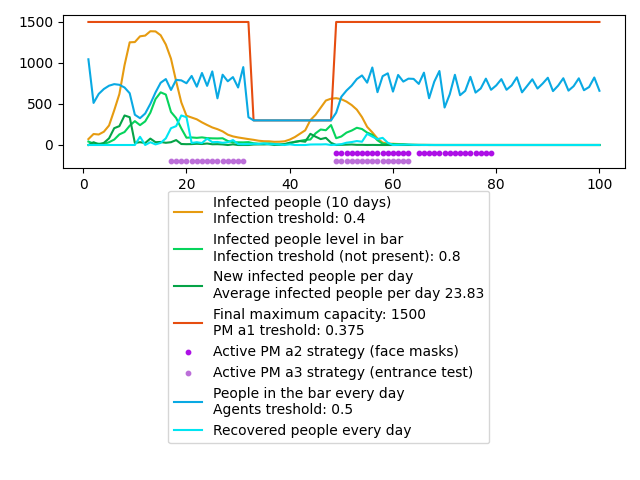 1500
1000
500
0
0 20 40 60 80 100
Infected people (10 days)
Infection treshold: 0.4
Infected people level in bar
Infection treshold (not present): 0.8
New infected people per day
Average infected people per day 23.83
Final maximum capacity: 1500
PM a1 treshold: 0.375
Active PM a2 strategy (face masks)
Active PM a3 strategy (entrance test)
People in the bar every day
Agents treshold: 0.5
Recovered people every day